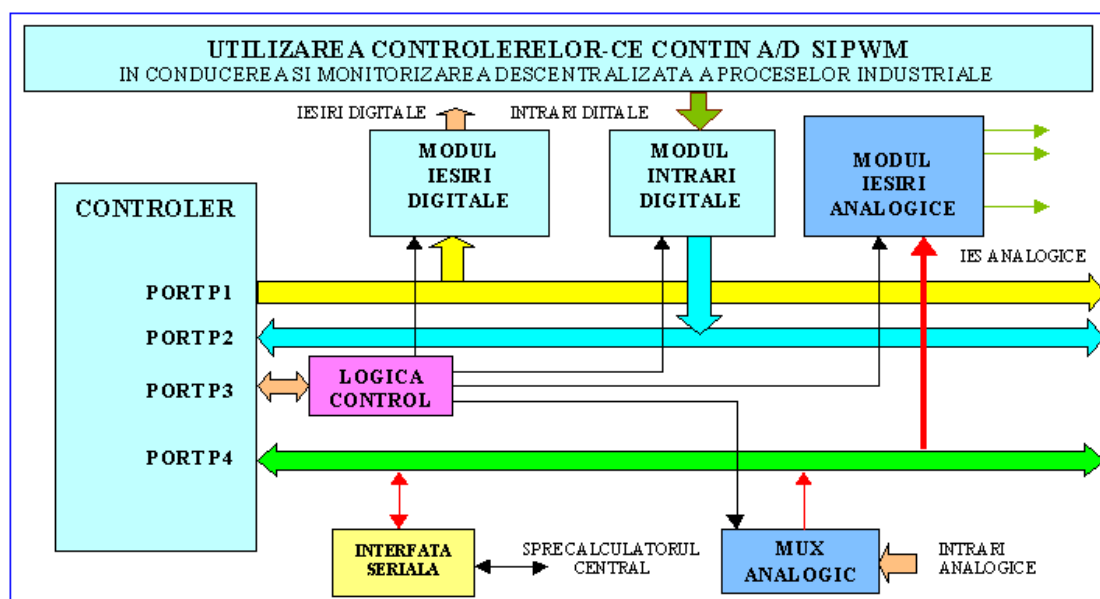 UTILIZAREA CONTROLERELOR-CE CONTIN A/D SI PWM
IN CONDUCEREA SI MONITORIZAREA DESCENTRALIZATA A PROCESELOR INDUSTRIALE
IESIRI DIGITALE
INTRARI DIITALE
MODUL
IESIRI
DIGITALE
MODUL
INTRARI
DIGITALE
MODUL
IESIRI
ANALOGICE
CONTROLER
IES ANALOGICE
PORT P1
PORT P2
PORT P3
LOGICA
CONTROL
PORT P4
INTERFATA
SERIALA
SPRE CALCULATORUL
CENTRAL
MUX
ANALOGIC
INTRARI
ANALOGICE